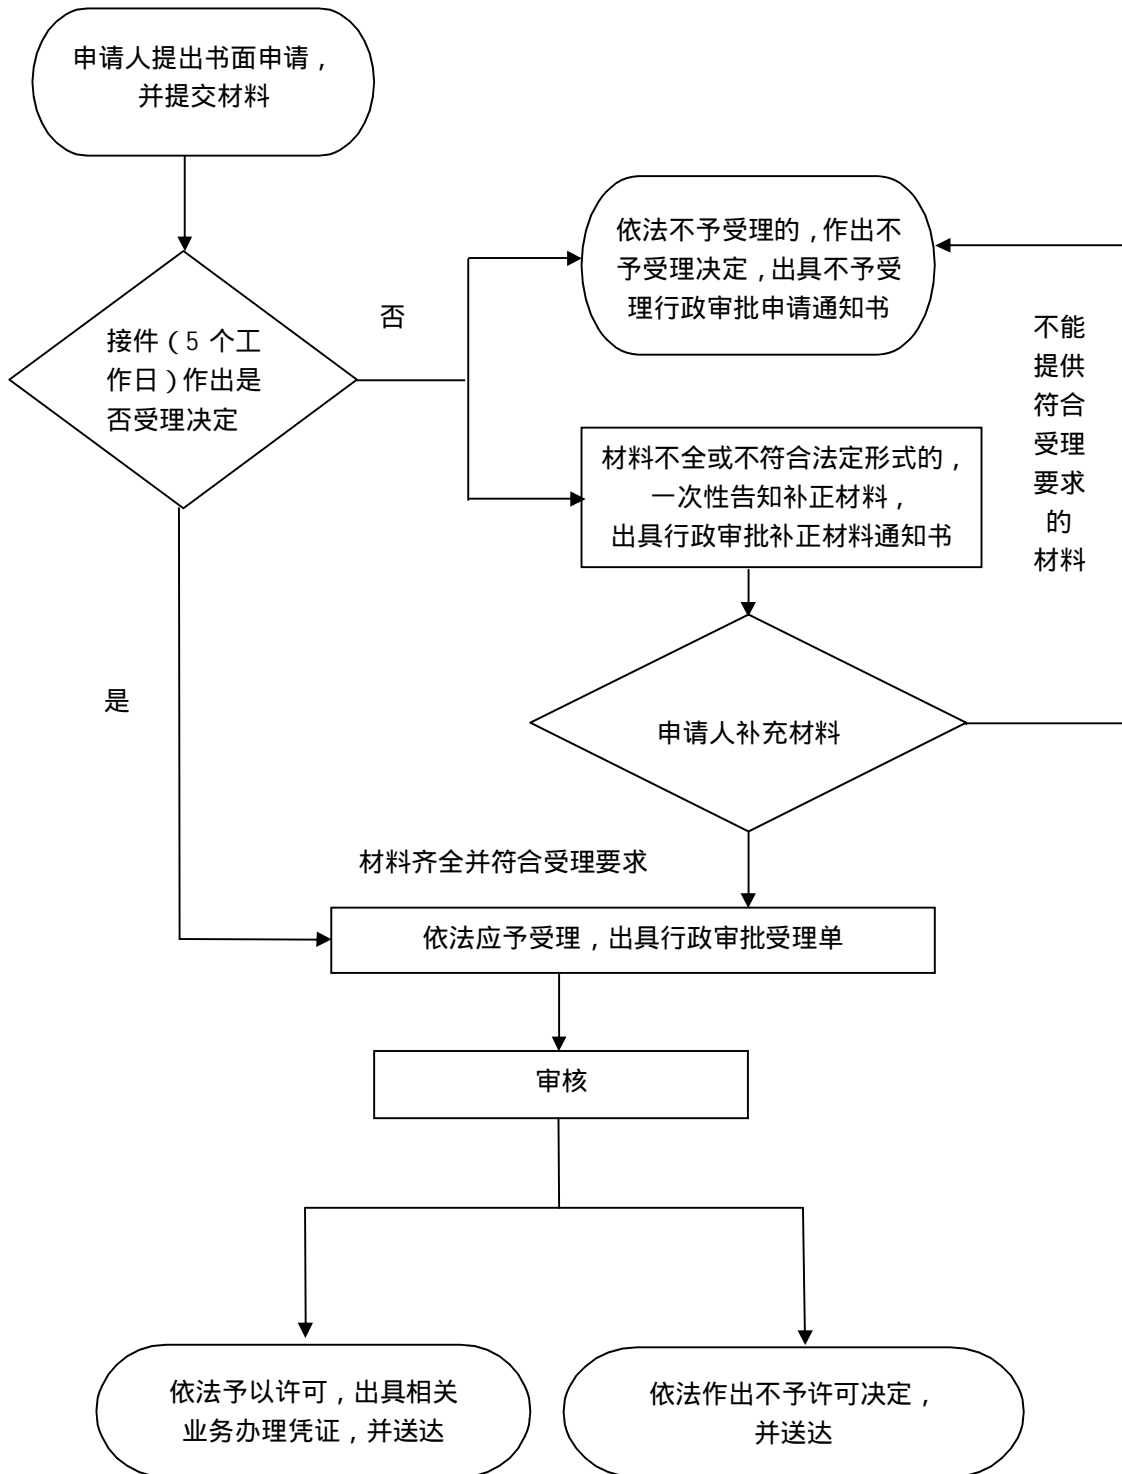 申请人提出书面申请，
并提交材料
依法不予受理的，作出不
予受理决定，出具不予受
理行政审批申请通知书
否
接件（5 个工
作日）作出是
否受理决定
不能
提供
符合
受理
要求
的
材料
材料不全或不符合法定形式的，
一次性告知补正材料，
出具行政审批补正材料通知书
是
申请人补充材料
材料齐全并符合受理要求
依法应予受理，出具行政审批受理单
审核
依法予以许可，出具相关
业务办理凭证，并送达
依法作出不予许可决定，
并送达